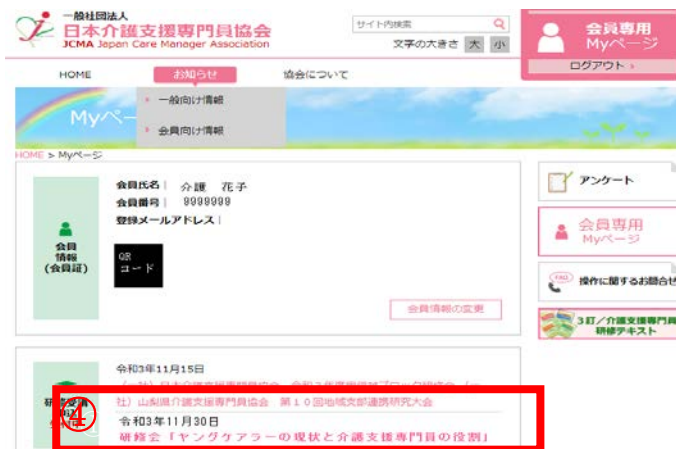 一般社団法人
日本介護支援専門員協会
JCMA Japan Care Manager Association
サイト内検索
文字の大きさ 大 小
会員専用
Myページ
ログアウト ›
HOME
お知らせ
協会について
一般向け情報
会員向け情報
Myペー
HOME > Myページ
会員
情報
(会員証)
会員氏名| 介護 花子
会員番号| 9999999
登録メールアドレス|
QR
コード
会員情報の変更
アンケート
会員専用
Myページ
FAQ
操作に関するお問合せ
3訂/介護支援専門員
研修テキスト
令和3年11月15日
社)山梨県介護支援専門員協会 第10回地域支部連携研究大会
④
令和3年11月30日
研修会「ヤングケアラーの現状と介護支援専門員の役割」